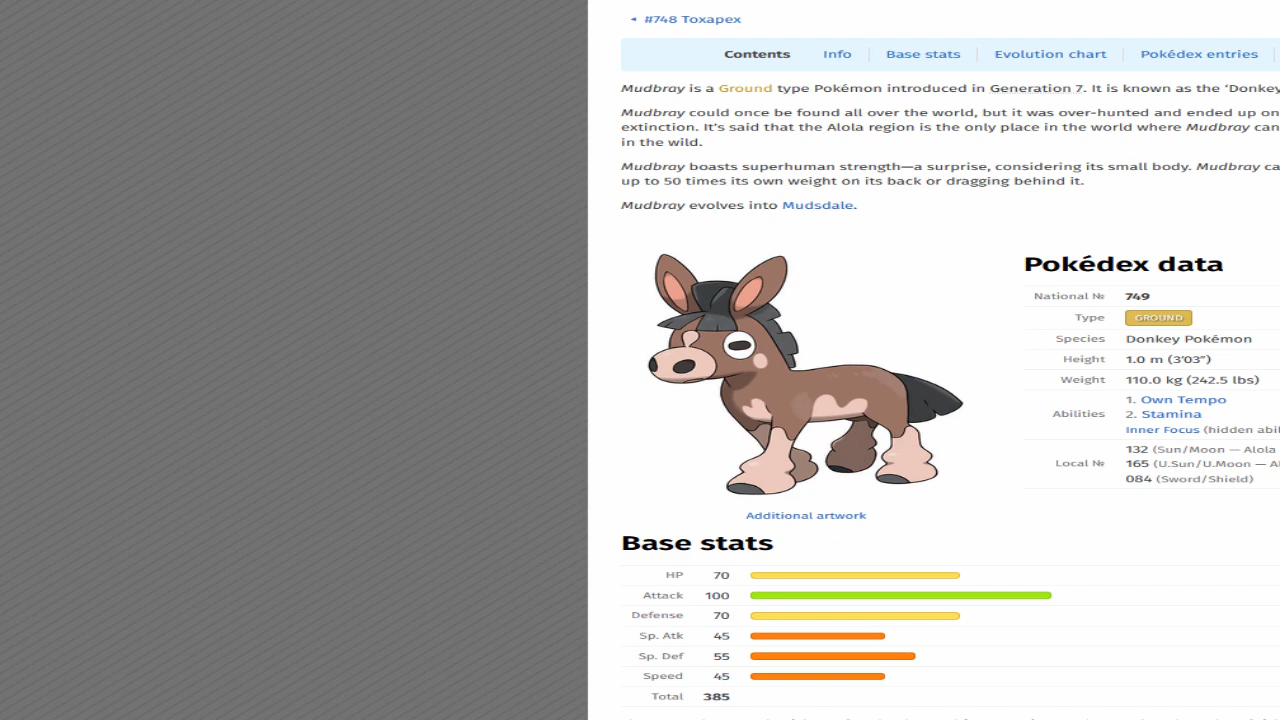 ◄ #748 Toxapex
Contents Info Base stats Evolution chart Pokédex entries
Mudbray is a Ground type Pokémon introduced in Generation 7. It is known as the 'Donkey
Mudbray could once be found all over the world, but it was over-hunted and ended up on
extinction. It's said that the Alola region is the only place in the world where Mudbray can
in the wild.
Mudbray boasts superhuman strength—a surprise, considering its small body. Mudbray ca
up to 50 times its own weight on its back or dragging behind it.
Mudbray evolves into Mudsdale.
Pokédex data
National № 749
Type GROUND
Species Donkey Pokémon
Height 1.0 m (3′03″)
Weight 110.0 kg (242.5 lbs)
Abilities 1. Own Tempo
2. Stamina
Inner Focus (hidden abil
Local № 132 (Sun/Moon — Alola
165 (U.Sun/U.Moon — Al
084 (Sword/Shield)
Additional artwork
Base stats
HP 70
Attack 100
Defense 70
Sp. Atk 45
Sp. Def 55
Speed 45
Total 385